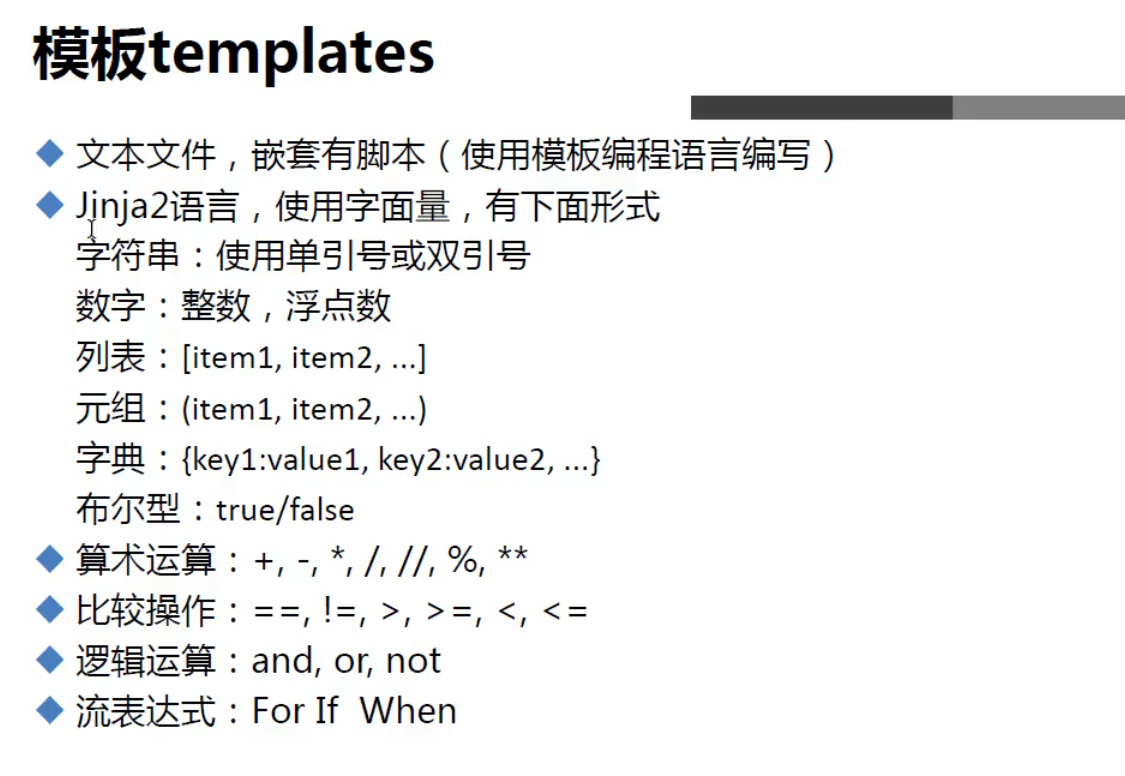 模板templates
文本文件，嵌套有脚本（使用模板编程语言编写）
Jinja2语言，使用字面量，有下面形式
字符串：使用单引号或双引号
数字：整数，浮点数
列表：[item1, item2, ...]
元组：(item1, item2, ...)
字典：{key1:value1, key2:value2, ...}
布尔型：true/false
算术运算：+, -, *, /, //, %, **
比较操作：==, !=, >, >=, <, <=
逻辑运算：and, or, not
流表达式：For If When